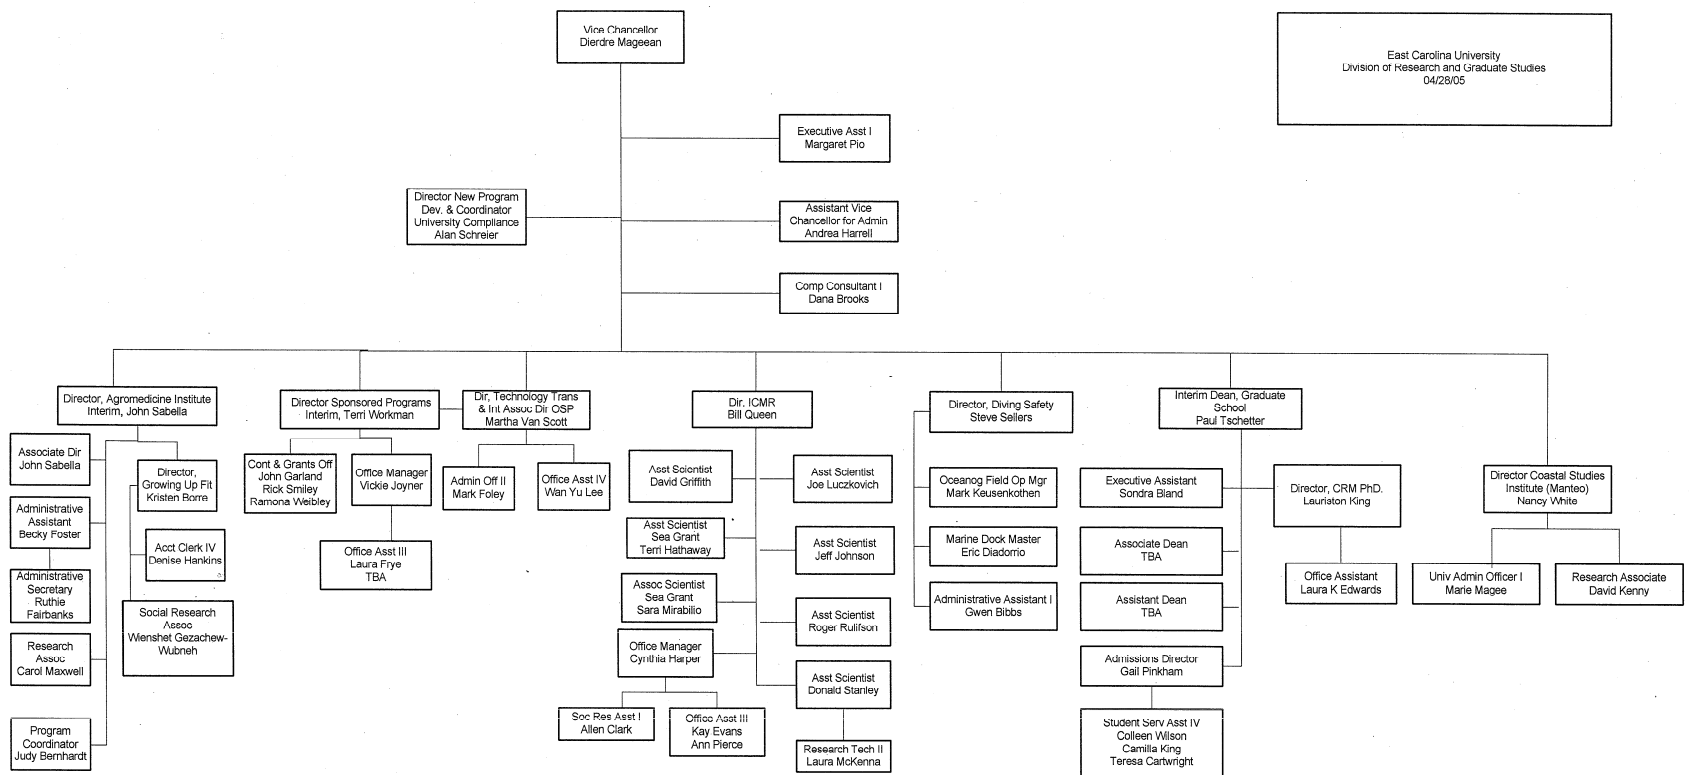 Vice Chancellor
Dierdre Mageean
East Carolina University
Division of Research and Graduate Studies
04/28/05
Executive Asst I
Margaret Pio
Director New Program
Dev. & Coordinator
University Compliance
Alan Schreier
Assistant Vice
Chancellor for Admin
Andrea Harrell
Comp Consultant I
Dana Brooks
Director, Agromedicine Institute
Interim, John Sabella
Director Sponsored Programs
Interim, Terri Workman
Dir, Technology Trans
& Int Assoc Dir OSP
Martha Van Scott
Dir. ICMR
Bill Queen
Director, Diving Safety
Steve Sellers
Interim Dean, Graduate
School
Paul Tschetter
Associate Dir
John Sabella
Director,
Growing Up Fit
Kristen Borre
Administrative
Assistant
Becky Foster
Acct Clerk IV
Denise Hankins
Administrative
Secretary
Ruthie
Fairbanks
Social Research
Assoc
Wienshet Gezachew-
Wubneh
Research
Assoc
Carol Maxwell
Program
Coordinator
Judy Bernhardt
Cont & Grants Off
John Garland
Rick Smiley
Ramona Weibley
Office Manager
Vickie Joyner
Office Asst III
Laura Frye
TBA
Admin Off II
Mark Foley
Office Asst IV
Wan Yu Lee
Asst Scientist
David Griffith
Asst Scientist
Joe Luczkovich
Asst Scientist
Sea Grant
Terri Hathaway
Asst Scientist
Jeff Johnson
Assoc Scientist
Sea Grant
Sara Mirabilio
Asst Scientist
Roger Rulifson
Office Manager
Cynthia Harper
Asst Scientist
Donald Stanley
Soc Res Asst I
Allen Clark
Office Asst III
Kay Evans
Ann Pierce
Research Tech II
Laura McKenna
Oceanog Field Op Mgr
Mark Keusenkothen
Marine Dock Master
Eric Diadorrio
Administrative Assistant I
Gwen Bibbs
Executive Assistant
Sondra Bland
Director, CRM PhD.
Lauriston King
Associate Dean
TBA
Office Assistant
Laura K Edwards
Assistant Dean
TBA
Admissions Director
Gail Pinkham
Student Serv Asst IV
Colleen Wilson
Camilla King
Teresa Cartwright
Director Coastal Studies
Institute (Manteo)
Nancy White
Univ Admin Officer I
Marie Magee
Research Associate
David Kenny